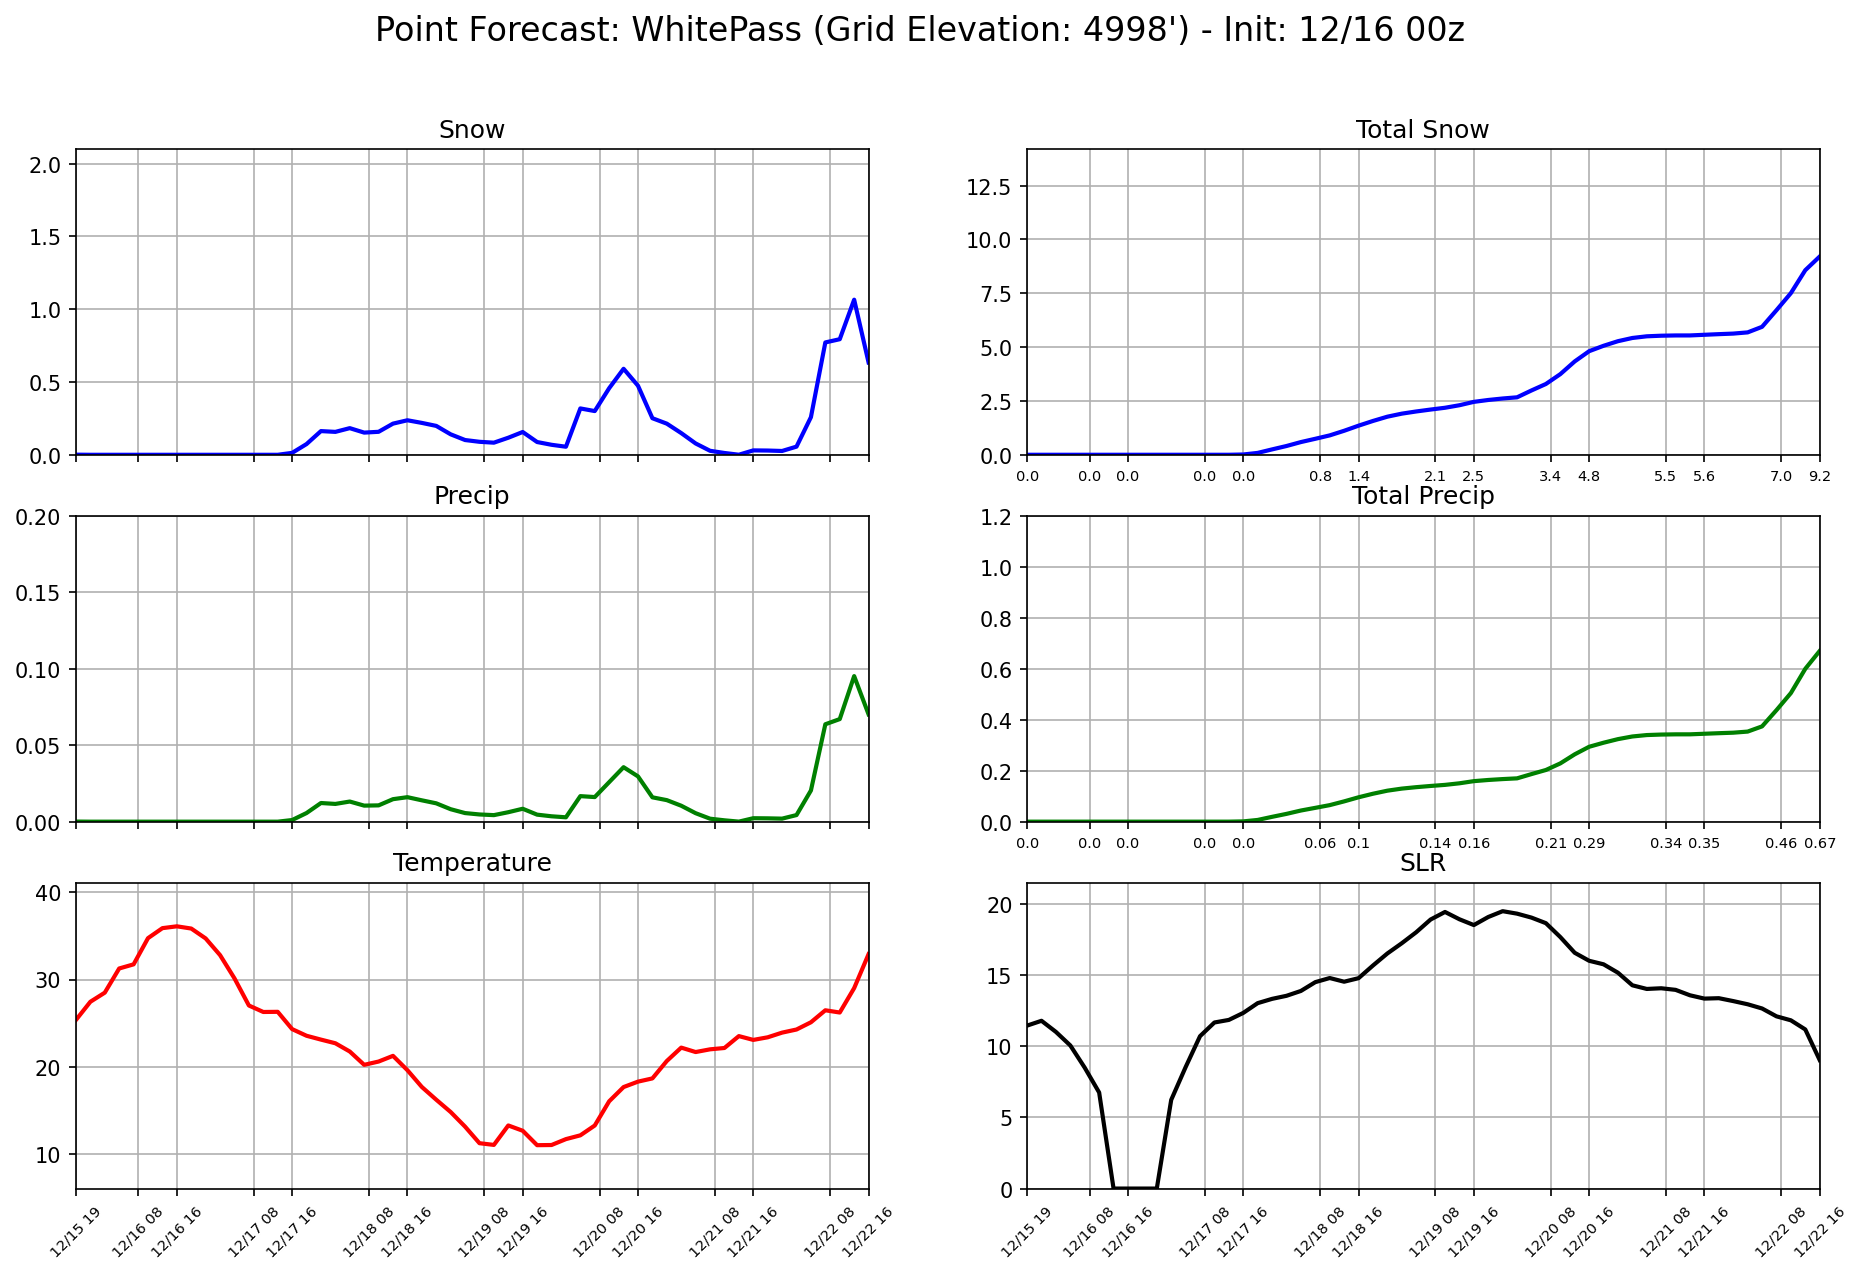 Point Forecast: WhitePass (Grid Elevation: 4998') - Init: 12/16 00z
Snow
2.0
1.5
1.0
0.5
0.0
Total Snow
12.5
10.0
7.5
5.0
2.5
0.0
0.0 0.0 0.0 0.0 0.0 0.8 1.4 2.1 2.5 3.4 4.8 5.5 5.6 7.0 9.2
Precip
0.20
0.15
0.10
0.05
0.00
Total Precip
1.2
1.0
0.8
0.6
0.4
0.2
0.0
0.0 0.0 0.0 0.0 0.0 0.06 0.1 0.14 0.16 0.21 0.29 0.34 0.35 0.46 0.67
Temperature
40
30
20
10
12/15 19 12/16 08 12/16 16 12/17 08 12/17 16 12/18 08 12/18 16 12/19 08 12/19 16 12/20 08 12/20 16 12/21 08 12/21 16 12/22 08 12/22 16
SLR
20
15
10
5
0
12/15 19 12/16 08 12/16 16 12/17 08 12/17 16 12/18 08 12/18 16 12/19 08 12/19 16 12/20 08 12/20 16 12/21 08 12/21 16 12/22 08 12/22 16